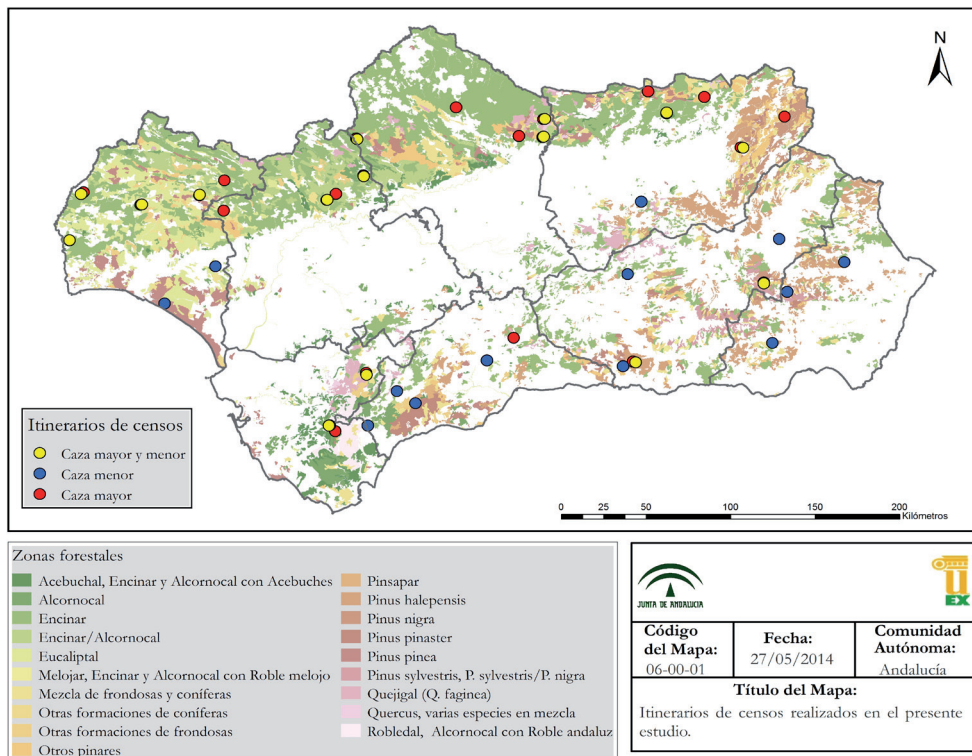 N
Itinerarios de censos
Caza mayor y menor
Caza menor
Caza mayor
0 50 100 150 200
Kilómetros
Zonas forestales
Acebuchal, Encinar y Alcornocal con Acebuches
Alcornocal
Encinar
Encinar/Alcornocal
Eucaliptal
Melojar, Encinar y Alcornocal con Roble melojo
Mezcla de frondosas y coníferas
Otras formaciones de coníferas
Otras formaciones de frondosas
Otros pinares
Pinsapar
Pinus halepensis
Pinus nigra
Pinus pinaster
Pinus pinea
Pinus sylvestris, P. sylvestris/P. nigra
Quejigal (Q. faginea)
Quercus, varias especies en mezcla
Robledal, Alcornocal con Roble andaluz
JUNTA DE ANDALUCIA
U
EX
Código
del Mapa:
06-00-01
Fecha:
27/05/2014
Comunidad
Autónoma:
Andalucía
Título del Mapa:
Itinerarios de censos realizados en el presente
estudio.